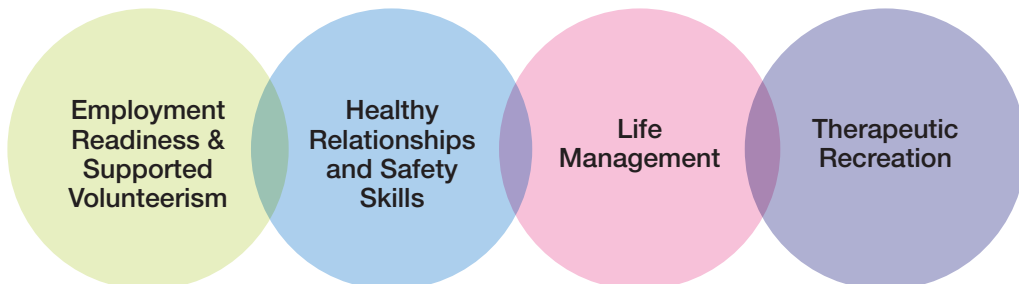 Employment
Readiness &
Supported
Volunteerism
Healthy
Relationships
and Safety
Skills
Life
Management
Therapeutic
Recreation